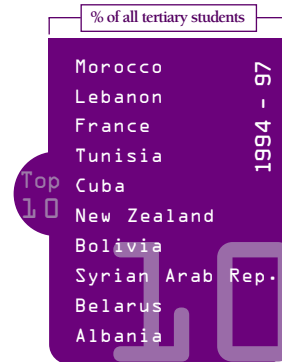 % of all tertiary students
1994 - 97
Morocco
Lebanon
France
Tunisia
Cuba
New Zealand
Bolivia
Syrian Arab Rep.
Belarus
Albania
Top
10
10